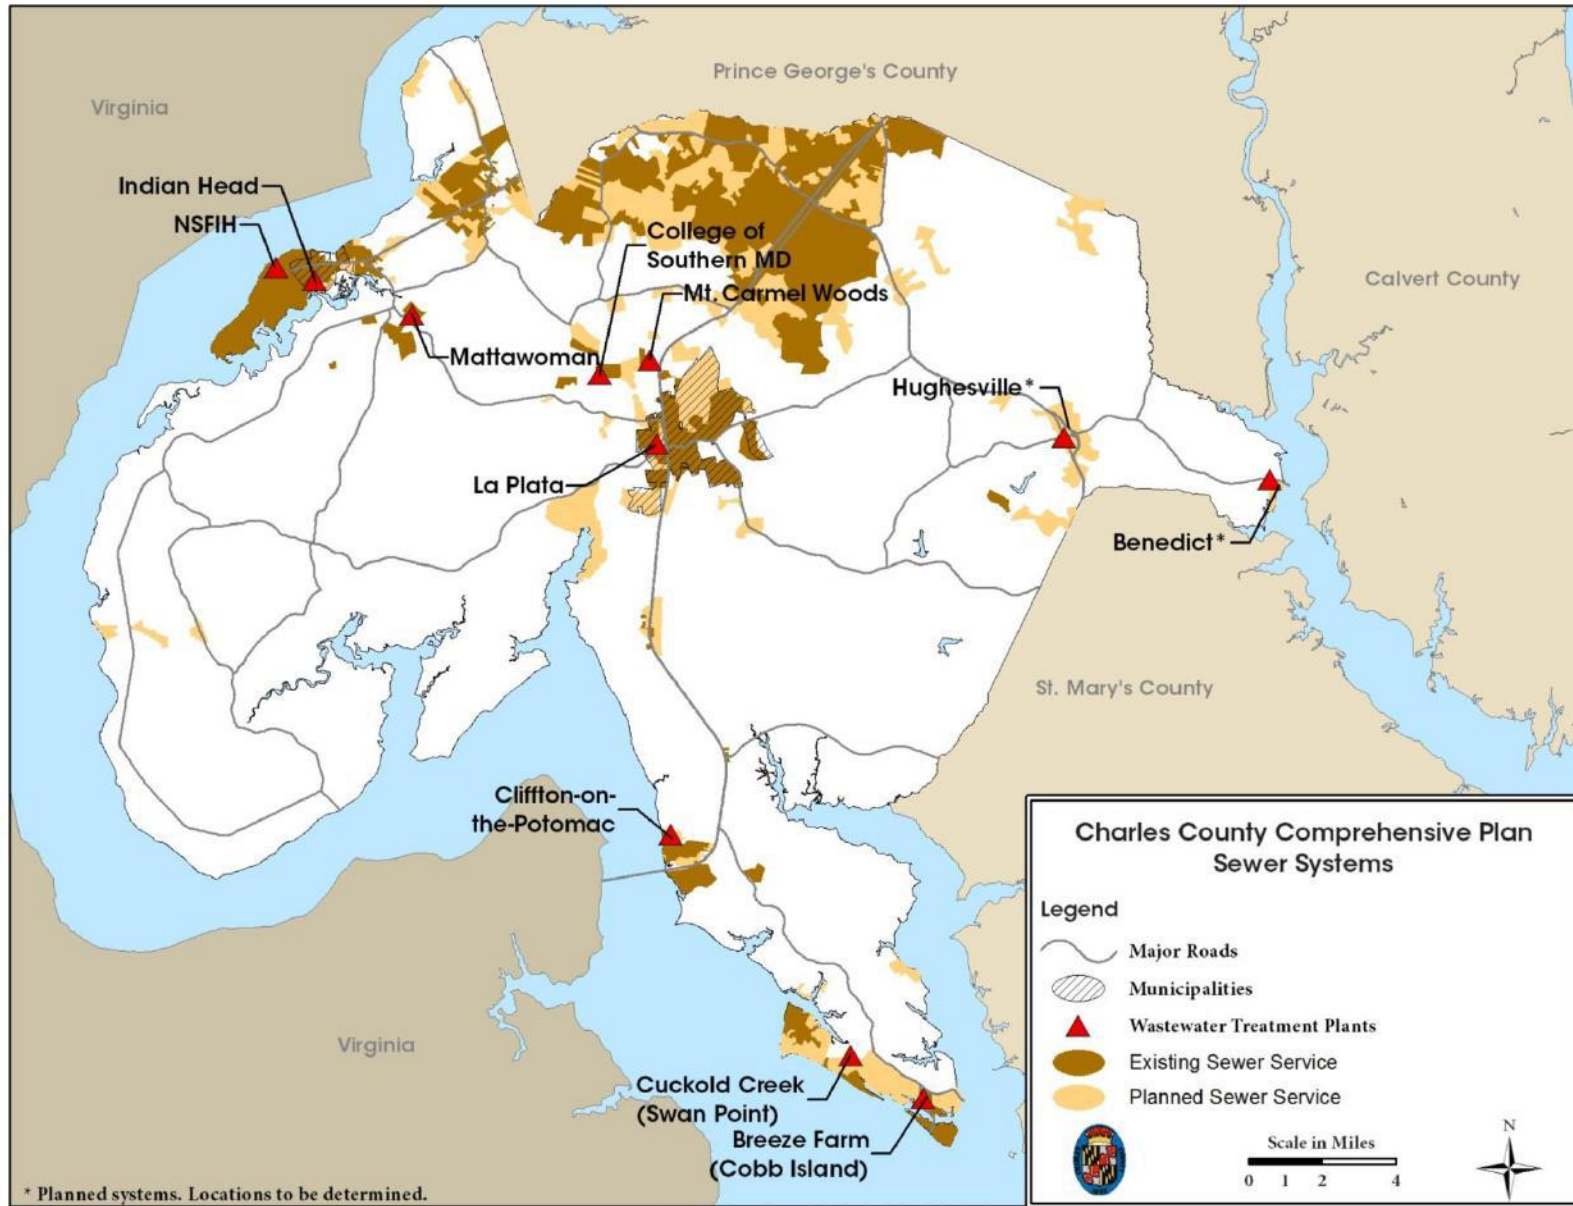 Prince George's County
Virginia
Indian Head
NSFIH
College of
Southern MD
Mt. Carmel Woods
Calvert County
Mattawoman
Hughesville*
La Plata
Benedict*
St. Mary's County
Cliffton-on-
the-Potomac
Virginia
Cuckold Creek
(Swan Point)
Breeze Farm
(Cobb Island)
* Planned systems. Locations to be determined.
Charles County Comprehensive Plan
Sewer Systems
Legend
Major Roads
Municipalities
Wastewater Treatment Plants
Existing Sewer Service
Planned Sewer Service
Scale in Miles
0 1 2 4
N